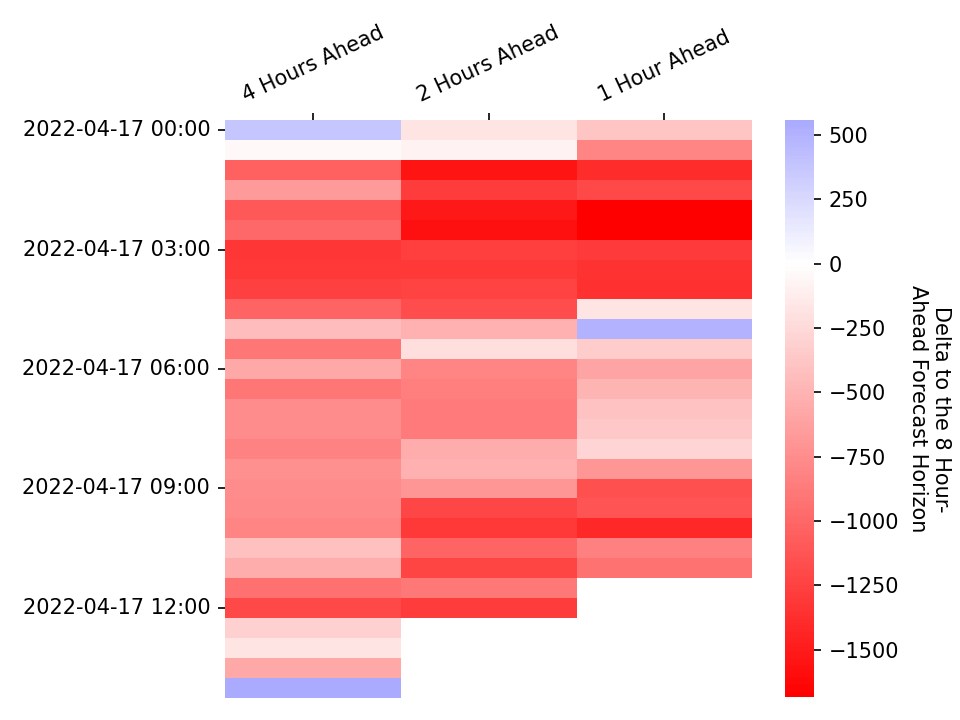 4 Hours Ahead
2 Hours Ahead
1 Hour Ahead
2022-04-17 00:00
2022-04-17 03:00
2022-04-17 06:00
2022-04-17 09:00
2022-04-17 12:00
500
250
0
−250
−500
−750
−1000
−1250
−1500
Delta to the 8 Hour-
Ahead Forecast Horizon